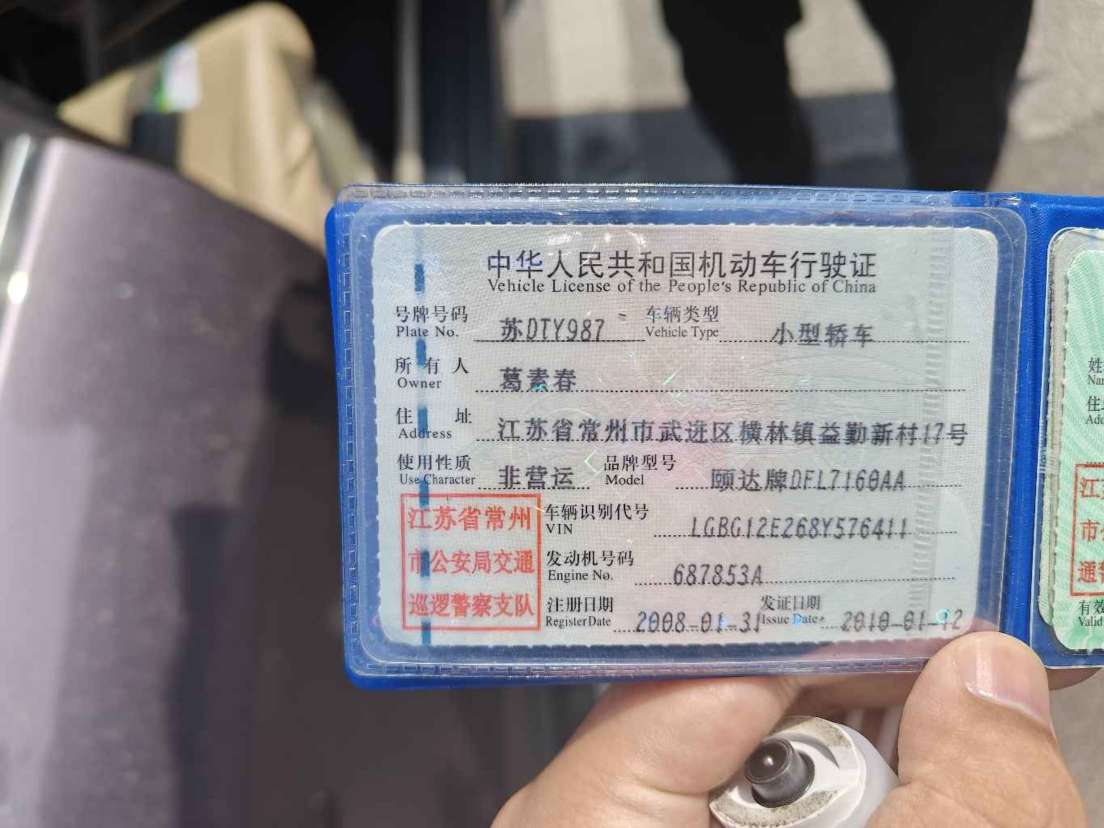 中华人民共和国机动车行驶证
Vehicle License of the People's Republic of China
号牌号码 苏DTY987 车辆类型 小型轿车
Plate No. Vehicle Type
所有人 葛素春
Owner
住址 江苏省常州市武进区横林镇益勤新村17号
Address
使用性质 非营运 品牌型号 颐达牌DFL7160AA
Use Character Model
江苏省常州
市公安局交通
巡逻警察支队
车辆识别代号 LGBG12E268Y576411
VIN
发动机号码 687853A
Engine No.
注册日期 2008-01-31 发证日期 2010-01-12
Register Date Issue Date
姓
住
江
市
通
有效
Valid